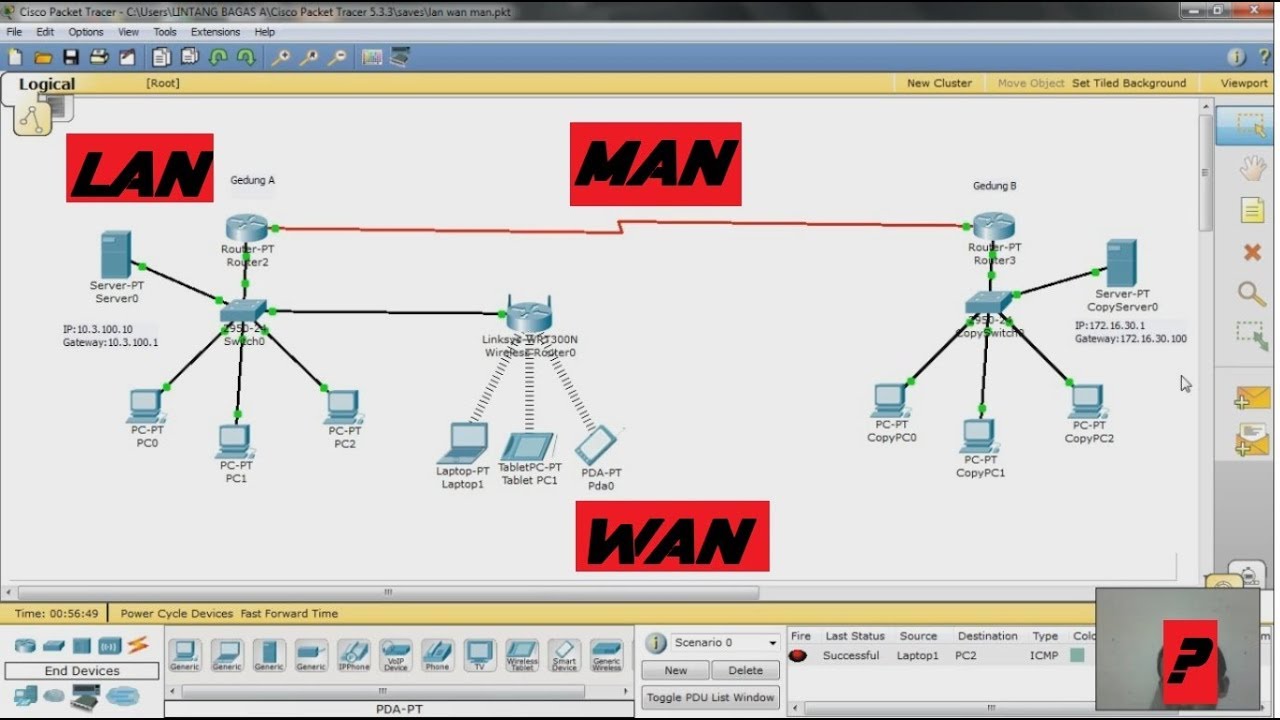 Cisco Packet Tracer - C:\Users\LINTANG BAGAS A\Cisco Packet Tracer 5.3.3\saves\lan wan man.pkt
File Edit Options View Tools Extensions Help
Logical [Root] New Cluster Move Object Set Tiled Background Viewport
LAN
MAN
Gedung A
Gedung B
Router-PT
Router2
Router-PT
Router3
Server-PT
Server0
Server-PT
CopyServer0
2950-24
Switch0
2950-24
CopySwitch0
IP:10.3.100.10
Gateway:10.3.100.1
Linksys-WRT300N
Wireless Router0
IP:172.16.30.1
Gateway:172.16.30.100
PC-PT
PC0
PC-PT
PC1
PC-PT
PC2
Laptop-PT
Laptop1
TabletPC-PT
Tablet PC1
PDA-PT
Pda0
PC-PT
CopyPC0
PC-PT
CopyPC1
PC-PT
CopyPC2
WAN
Time: 00:56:49 Power Cycle Devices Fast Forward Time
End Devices
Generic Generic Generic Generic IPPhone VoIP Device Phone TV Wireless Tablet Smart Device Generic Wireless
PDA-PT
Scenario 0
New Delete
Toggle PDU List Window
Fire Last Status Source Destination Type
Successful Laptop1 PC2 ICMP
?